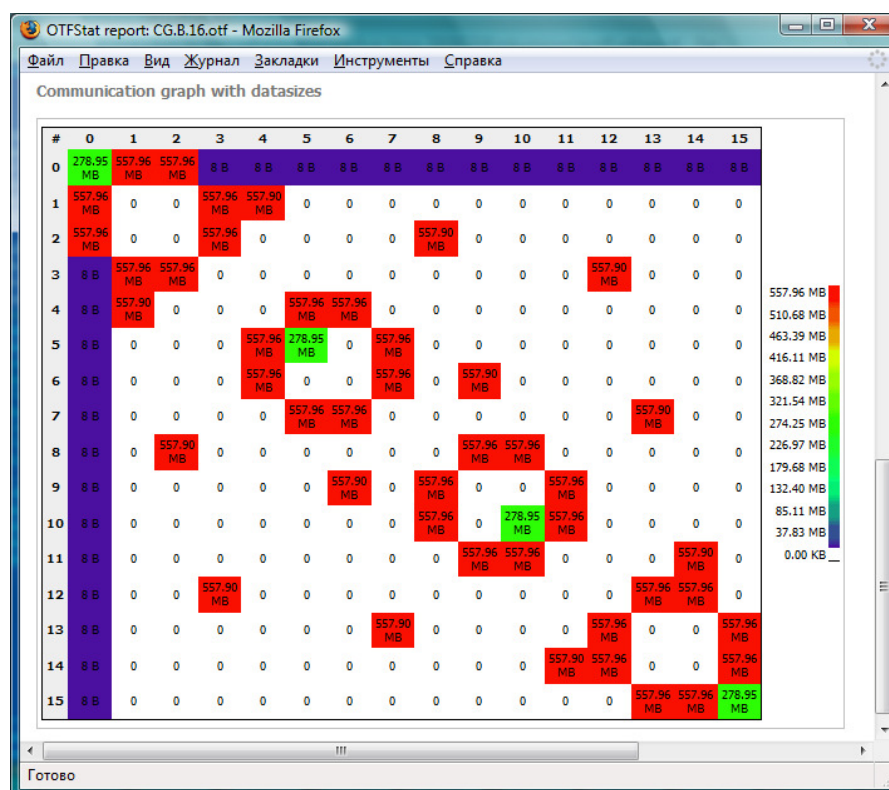 OTFStat report: CG.B.16.otf - Mozilla Firefox
Файл Правка Вид Журнал Закладки Инструменты Справка
Communication graph with datasizes
# 0 1 2 3 4 5 6 7 8 9 10 11 12 13 14 15
0 278.95 MB 557.96 MB 557.96 MB 8 B 8 B 8 B 8 B 8 B 8 B 8 B 8 B 8 B 8 B 8 B 8 B 8 B
1 557.96 MB 0 0 557.96 MB 557.90 MB 0 0 0 0 0 0 0 0 0 0 0
2 557.96 MB 0 0 557.96 MB 0 0 0 0 557.90 MB 0 0 0 0 0 0 0
3 8 B 557.96 MB 557.96 MB 0 0 0 0 0 0 0 0 0 557.90 MB 0 0 0
4 8 B 557.90 MB 0 0 0 557.96 MB 557.96 MB 0 0 0 0 0 0 0 0 0
5 8 B 0 0 0 557.96 MB 278.95 MB 0 557.96 MB 0 0 0 0 0 0 0 0
6 8 B 0 0 0 557.96 MB 0 0 557.96 MB 0 557.90 MB 0 0 0 0 0 0
7 8 B 0 0 0 0 557.96 MB 557.96 MB 0 0 0 0 0 0 557.90 MB 0 0
8 8 B 0 557.90 MB 0 0 0 0 0 0 557.96 MB 557.96 MB 0 0 0 0 0
9 8 B 0 0 0 0 0 557.90 MB 0 557.96 MB 0 0 557.96 MB 0 0 0 0
10 8 B 0 0 0 0 0 0 0 557.96 MB 0 278.95 MB 557.96 MB 0 0 0 0
11 8 B 0 0 0 0 0 0 0 0 557.96 MB 557.96 MB 0 0 0 557.90 MB 0
12 8 B 0 0 557.90 MB 0 0 0 0 0 0 0 0 0 557.96 MB 557.96 MB 0
13 8 B 0 0 0 0 0 0 557.90 MB 0 0 0 0 557.96 MB 0 0 557.96 MB
14 8 B 0 0 0 0 0 0 0 0 0 0 557.90 MB 557.96 MB 0 0 557.96 MB
15 8 B 0 0 0 0 0 0 0 0 0 0 0 0 557.96 MB 557.96 MB 278.95 MB
557.96 MB
510.68 MB
463.39 MB
416.11 MB
368.82 MB
321.54 MB
274.25 MB
226.97 MB
179.68 MB
132.40 MB
85.11 MB
37.83 MB
0.00 KB
Готово